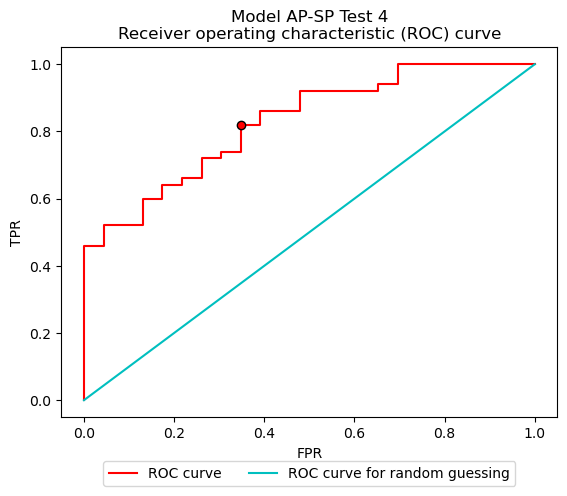 Model AP-SP Test 4
Receiver operating characteristic (ROC) curve
TPR
1.0
0.8
0.6
0.4
0.2
0.0
0.0 0.2 0.4 0.6 0.8 1.0
FPR
ROC curve ROC curve for random guessing